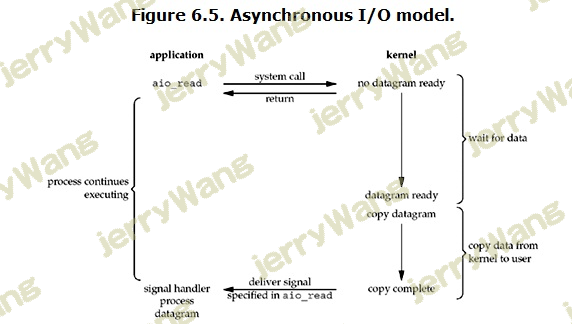 Figure 6.5. Asynchronous I/O model.
application
kernel
aio_read
system call
no datagram ready
return
wait for data
process continues
executing
datagram ready
copy datagram
copy data from
kernel to user
deliver signal
specified in aio_read
copy complete
signal handler
process
datagram
jerryWang
jerryWang
jerryWang
jerryWang
jerryWang
jerryWang
jerryWang
jerryWang
jerryWang